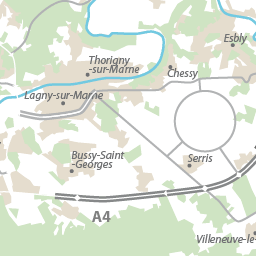 Esbly
Thorigny
-sur-Marne
Chessy
Lagny-sur-Marne
Bussy-Saint
-Georges
Serris
A4
Villeneuve-le-